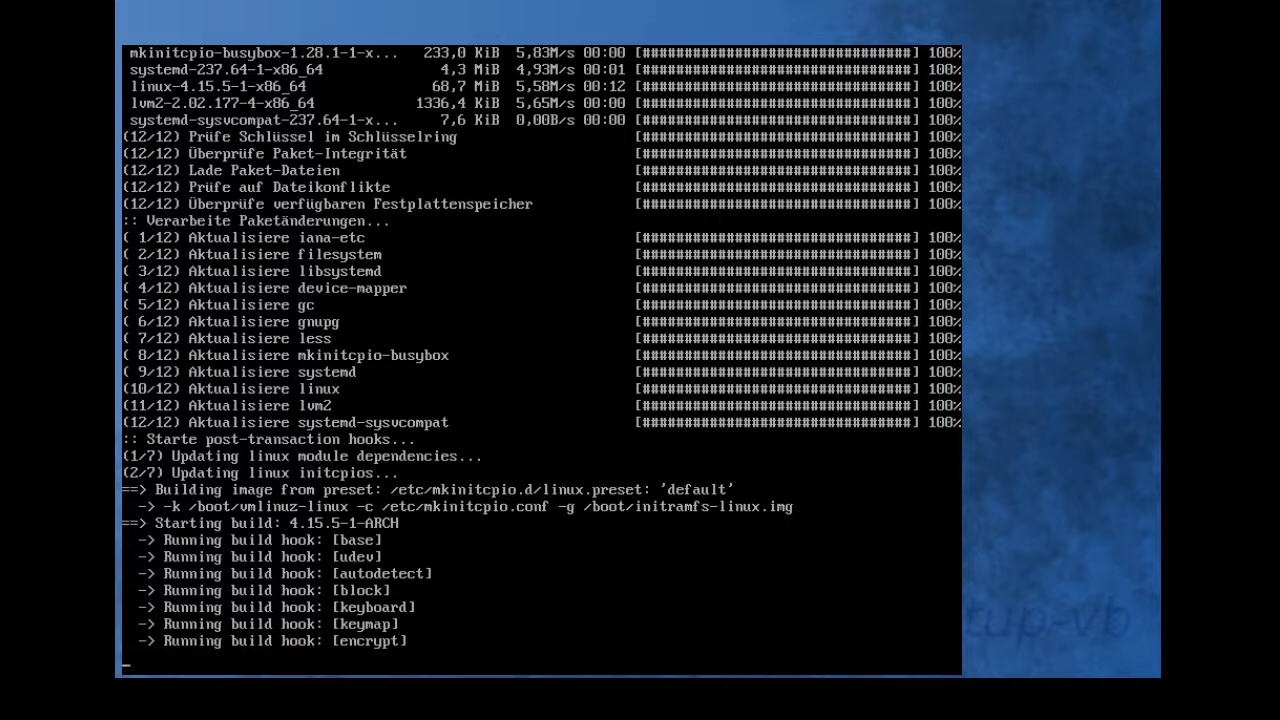 mkinitcpio-busybox-1.28.1-1-x... 233,0 KiB 5,83M/s 00:00 [################################] 100%
systemd-237.64-1-x86_64 4,3 MiB 4,93M/s 00:01 [################################] 100%
linux-4.15.5-1-x86_64 68,7 MiB 5,58M/s 00:12 [################################] 100%
lvm2-2.02.177-4-x86_64 1336,4 KiB 5,65M/s 00:00 [################################] 100%
systemd-sysvcompat-237.64-1-x... 7,6 KiB 0,00B/s 00:00 [################################] 100%
(12/12) Prüfe Schlüssel im Schlüsselring [################################] 100%
(12/12) Überprüfe Paket-Integrität [################################] 100%
(12/12) Lade Paket-Dateien [################################] 100%
(12/12) Prüfe auf Dateikonflikte [################################] 100%
(12/12) Überprüfe verfügbaren Festplattenspeicher [################################] 100%
:: Verarbeite Paketänderungen...
( 1/12) Aktualisiere iana-etc [################################] 100%
( 2/12) Aktualisiere filesystem [################################] 100%
( 3/12) Aktualisiere libsystemd [################################] 100%
( 4/12) Aktualisiere device-mapper [################################] 100%
( 5/12) Aktualisiere gc [################################] 100%
( 6/12) Aktualisiere gnupg [################################] 100%
( 7/12) Aktualisiere less [################################] 100%
( 8/12) Aktualisiere mkinitcpio-busybox [################################] 100%
( 9/12) Aktualisiere systemd [################################] 100%
(10/12) Aktualisiere linux [################################] 100%
(11/12) Aktualisiere lvm2 [################################] 100%
(12/12) Aktualisiere systemd-sysvcompat [################################] 100%
:: Starte post-transaction hooks...
(1/7) Updating linux module dependencies...
(2/7) Updating linux initcpios...
==> Building image from preset: /etc/mkinitcpio.d/linux.preset: 'default'
-> -k /boot/vmlinuz-linux -c /etc/mkinitcpio.conf -g /boot/initramfs-linux.img
==> Starting build: 4.15.5-1-ARCH
-> Running build hook: [base]
-> Running build hook: [udev]
-> Running build hook: [autodetect]
-> Running build hook: [block]
-> Running build hook: [keyboard]
-> Running build hook: [keymap]
-> Running build hook: [encrypt]
tup-vb